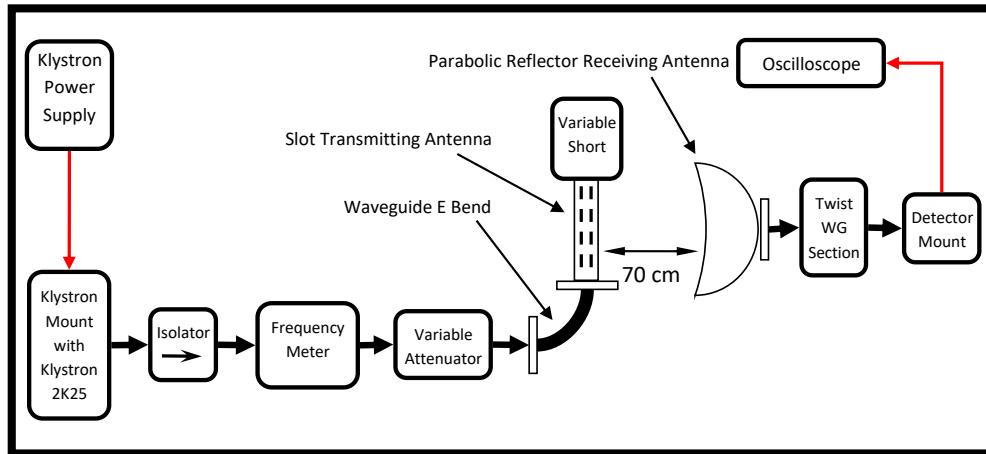 Klystron
Power
Supply
Parabolic Reflector Receiving Antenna
Oscilloscope
Slot Transmitting Antenna
Variable
Short
Waveguide E Bend
Twist
WG
Section
Detector
Mount
70 cm
Klystron
Mount
with
Klystron
2K25
Isolator
Frequency
Meter
Variable
Attenuator